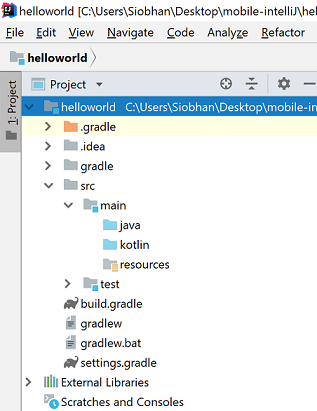 helloworld [C:\Users\Siobhan\Desktop\mobile-intelliJ\hel
File Edit View Navigate Code Analyze Refactor
helloworld
1: Project
Project
helloworld C:\Users\Siobhan\Desktop\mobile-in
.gradle
.idea
gradle
src
main
java
kotlin
resources
test
build.gradle
gradlew
gradlew.bat
settings.gradle
External Libraries
Scratches and Consoles